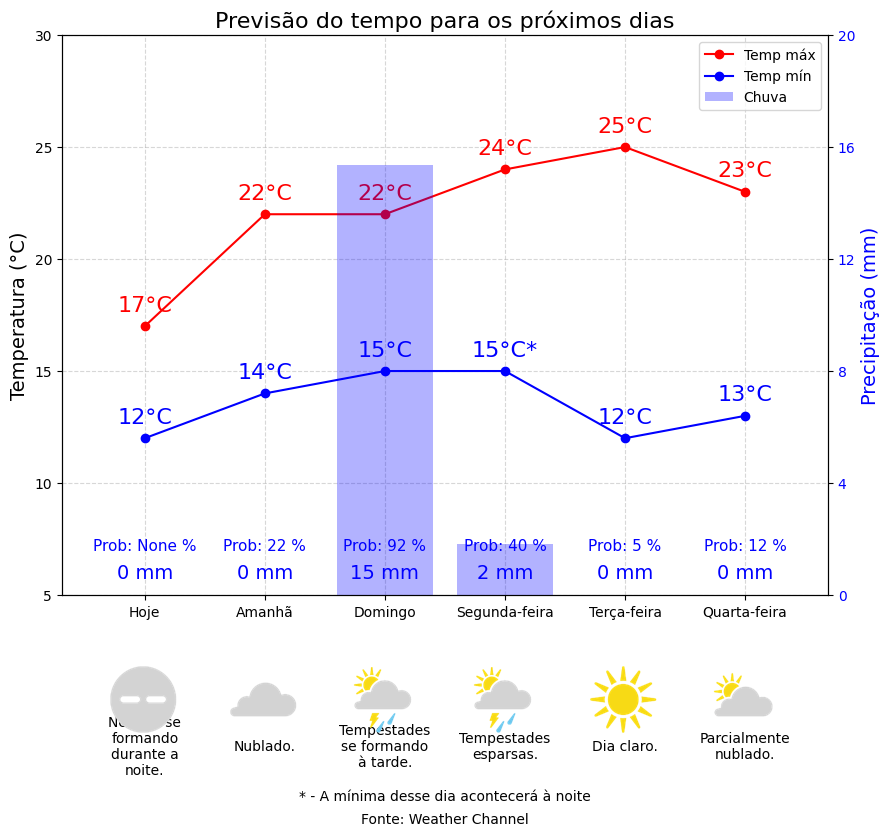 Previsão do tempo para os próximos dias
30
25
20
15
10
5
Temperatura (°C)
20
16
12
8
4
0
Precipitação (mm)
Temp máx
Temp mín
Chuva
17°C 22°C 22°C 24°C 25°C 23°C
12°C 14°C 15°C 15°C* 12°C 13°C
Prob: None % Prob: 22 % Prob: 92 % Prob: 40 % Prob: 5 % Prob: 12 %
0 mm 0 mm 15 mm 2 mm 0 mm 0 mm
Hoje Amanhã Domingo Segunda-feira Terça-feira Quarta-feira
se
formando
durante a
noite.
Nublado.
Tempestades
se formando
à tarde.
Tempestades
esparsas.
Dia claro.
Parcialmente
nublado.
* - A mínima desse dia acontecerá à noite
Fonte: Weather Channel